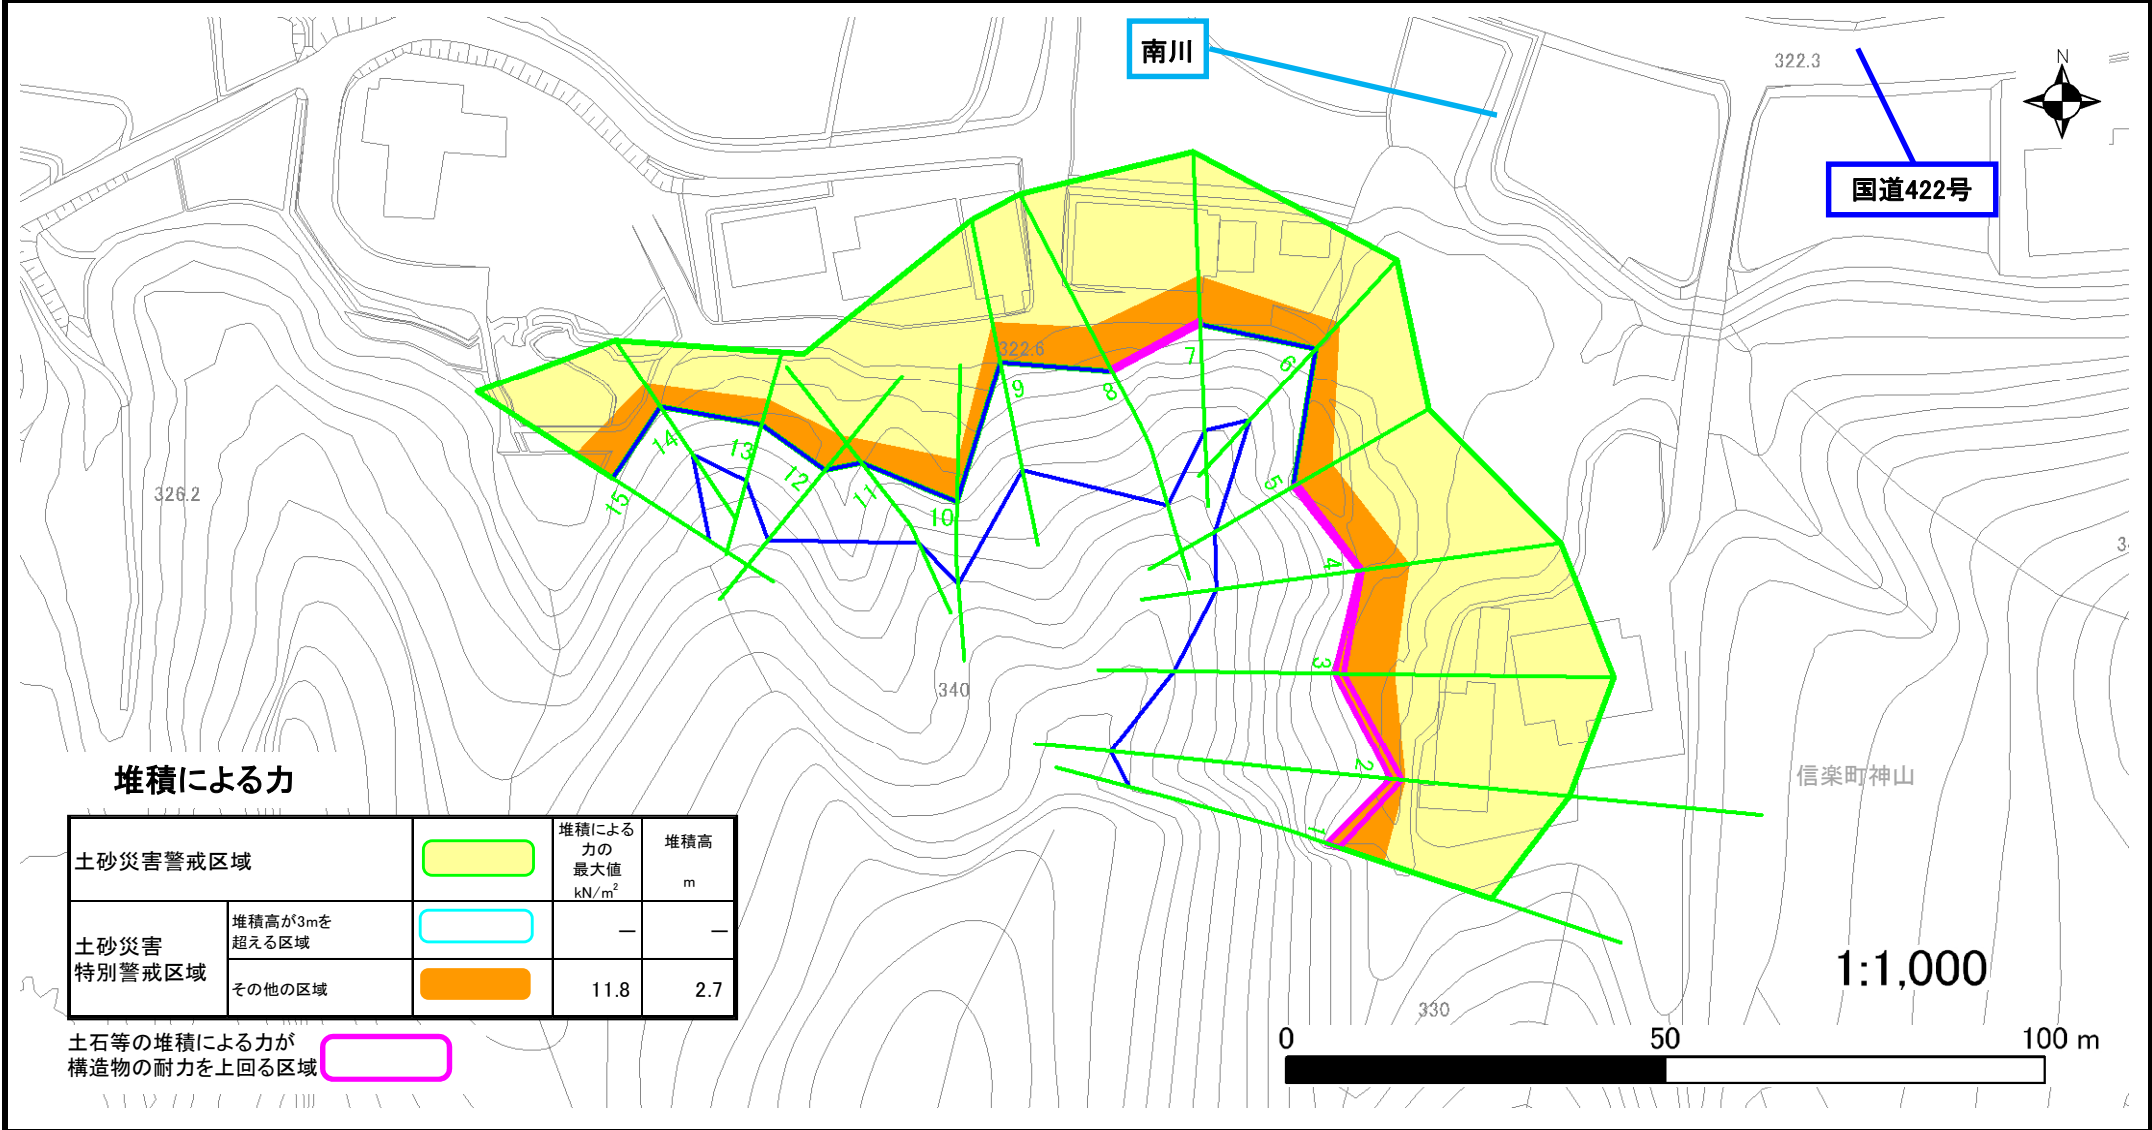 南川
322.3
N
国道422号
322.6
7
6
9
8
14
13
12
11
10
15
5
4
3
2
1
326.2
340
信楽町神山
330
堆積による力
土砂災害警戒区域
堆積による
力の
最大値
kN/m²
堆積高
m
土砂災害
特別警戒区域
堆積高が3mを
超える区域
—
—
その他の区域
11.8
2.7
土石等の堆積による力が
構造物の耐力を上回る区域
1:1,000
0 50 100 m